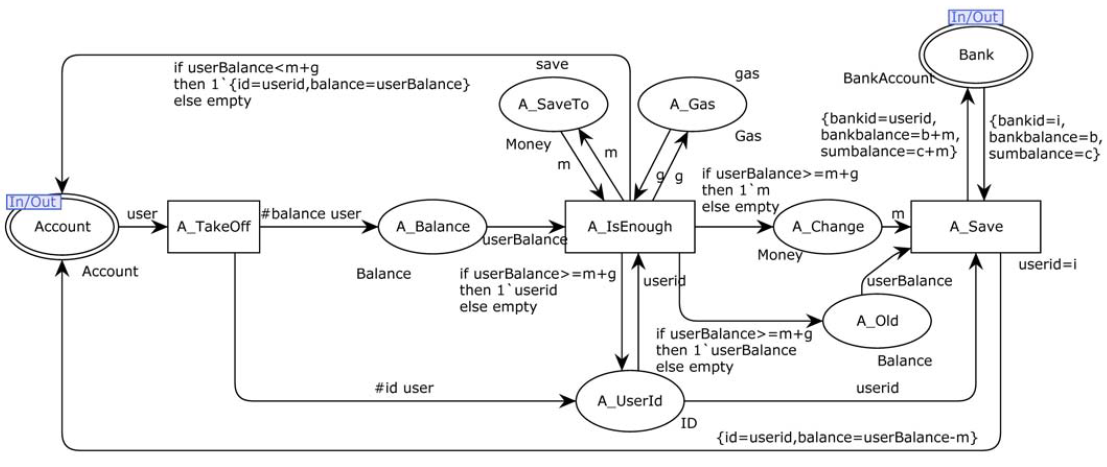 In/Out
Bank
BankAccount
{bankid=userid,
bankbalance=b+m,
sumbalance=c+m}
{bankid=i,
bankbalance=b,
sumbalance=c}
if userBalance<m+g
then 1`{id=userid,balance=userBalance}
else empty
save
A_SaveTo
Money
m
m
gas
A_Gas
Gas
g
g
if userBalance>=m+g
then 1`m
else empty
In/Out
Account
Account
user
A_TakeOff
#balance user
A_Balance
Balance
userBalance
A_IsEnough
A_Change
Money
m
A_Save
userid=i
if userBalance>=m+g
then 1`userid
else empty
userid
userBalance
A_Old
Balance
if userBalance>=m+g
then 1`userBalance
else empty
#id user
A_UserId
ID
userid
{id=userid,balance=userBalance-m}